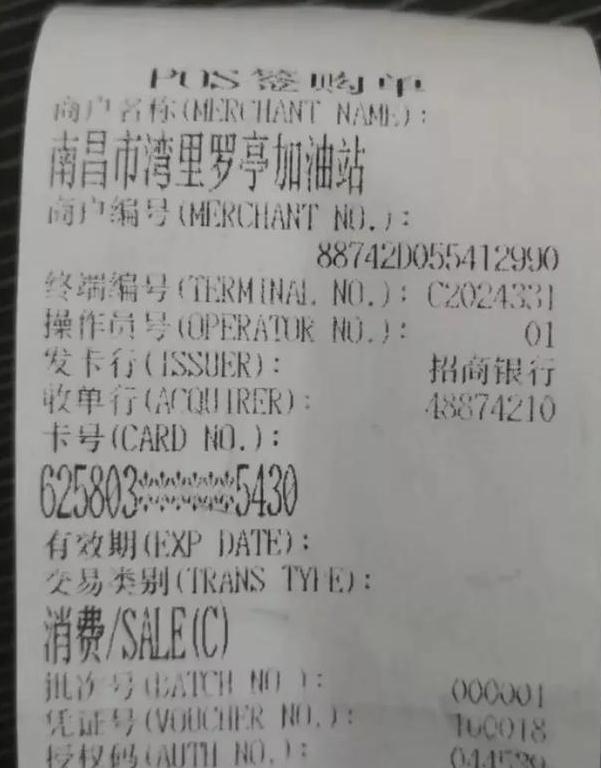 POS签购单
商户名称(MERCHANT NAME):
南昌市湾里罗亭加油站
商户编号(MERCHANT NO.):
88742D055412990
终端编号(TERMINAL NO.): C2024331
操作员号(OPERATOR NO.): 01
发卡行(ISSUER): 招商银行
收单行(ACQUIRER): 48874210
卡号(CARD NO.):
625803******5430
有效期(EXP DATE):
交易类别(TRANS TYPE):
消费/SALE(C)
批次号(BATCH NO.): 000001
凭证号(VOUCHER NO.): 100018
授权码(AUTH NO.):